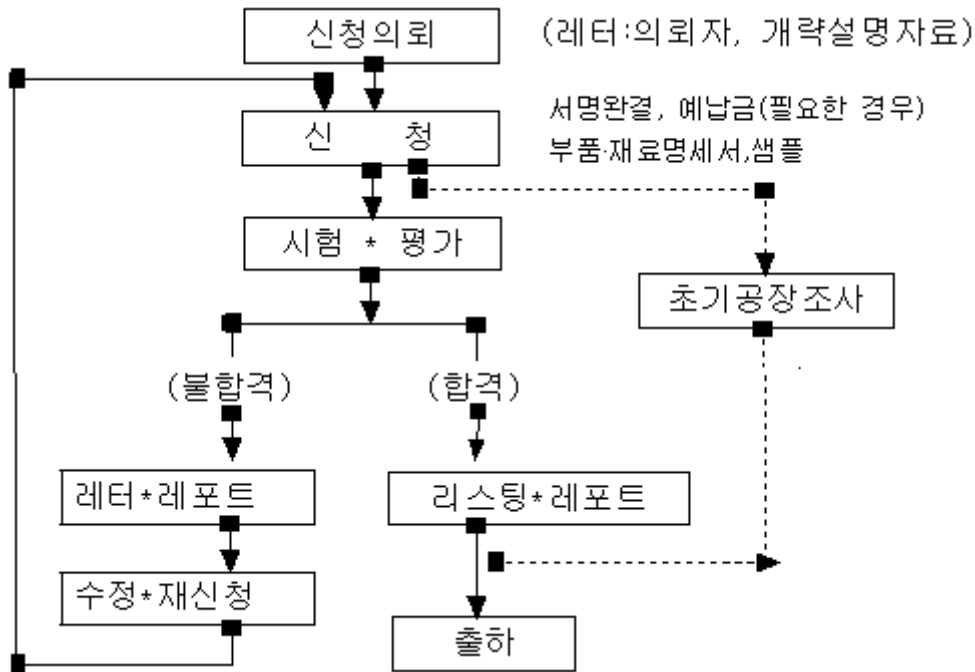 신청의뢰 (레터:의뢰자, 개략설명자료)
신 청
서명완결, 예납금(필요한 경우)
부품·재료명세서,샘플
시험 * 평가
초기공장조사
(불합격) (합격)
레터*레포트 리스팅*레포트
수정*재신청
출하